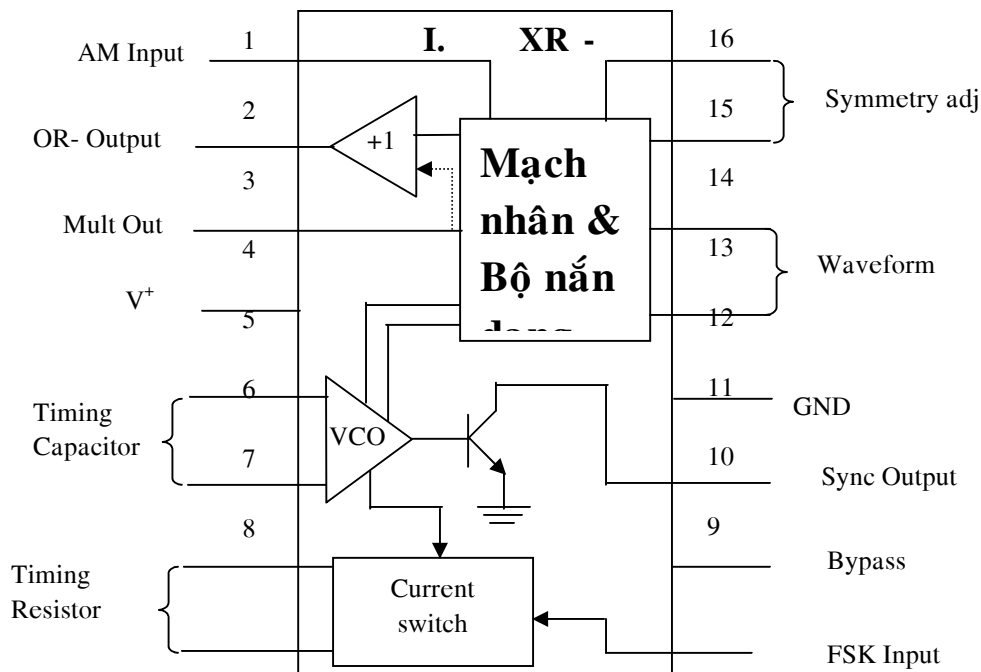 I. XR -
1
AM Input
2
OR- Output
3
Mult Out
4
V+
5
6
Timing
Capacitor
7
8
Timing
Resistor
+1
Mạch
nhân &
Bộ nắn
VCO
Current
switch
16
Symmetry adj
15
14
13
Waveform
12
11
GND
10
Sync Output
9
Bypass
FSK Input